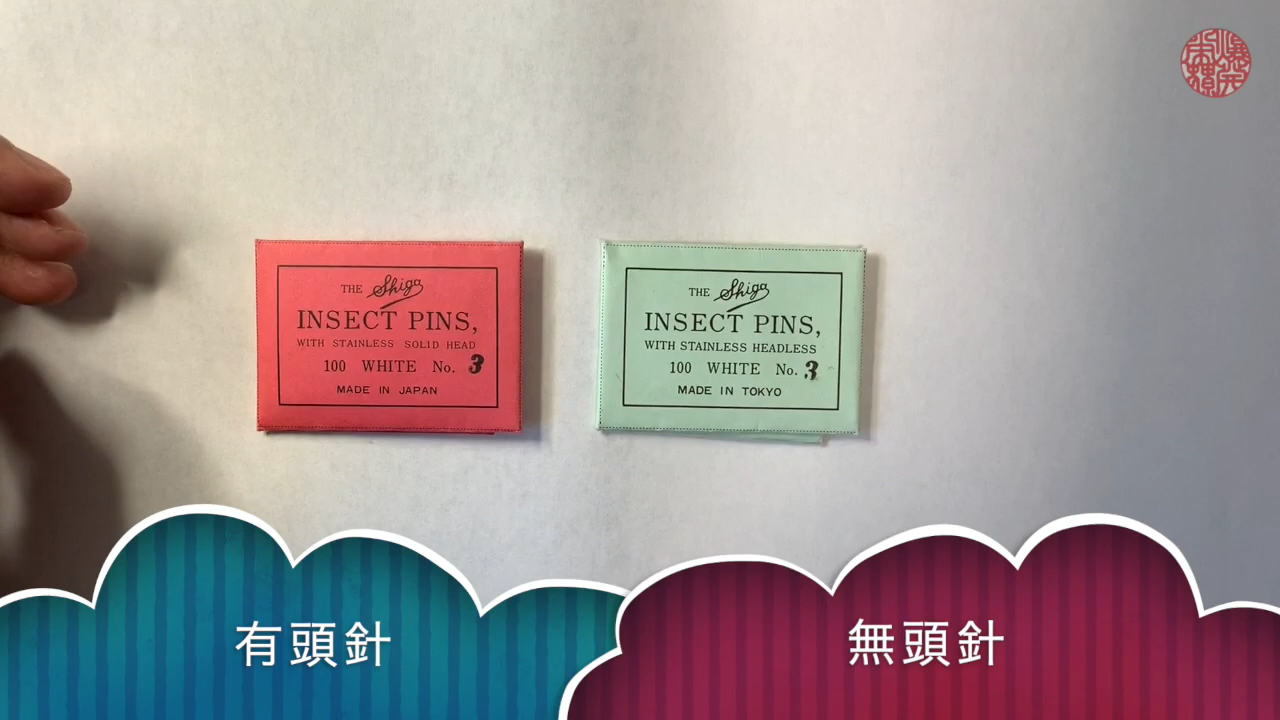 THE Shiga
INSECT PINS,
WITH STAINLESS SOLID HEAD
100 WHITE No. 3
MADE IN JAPAN
THE Shiga
INSECT PINS,
WITH STAINLESS HEADLESS
100 WHITE No. 3
MADE IN TOKYO
有頭針
無頭針